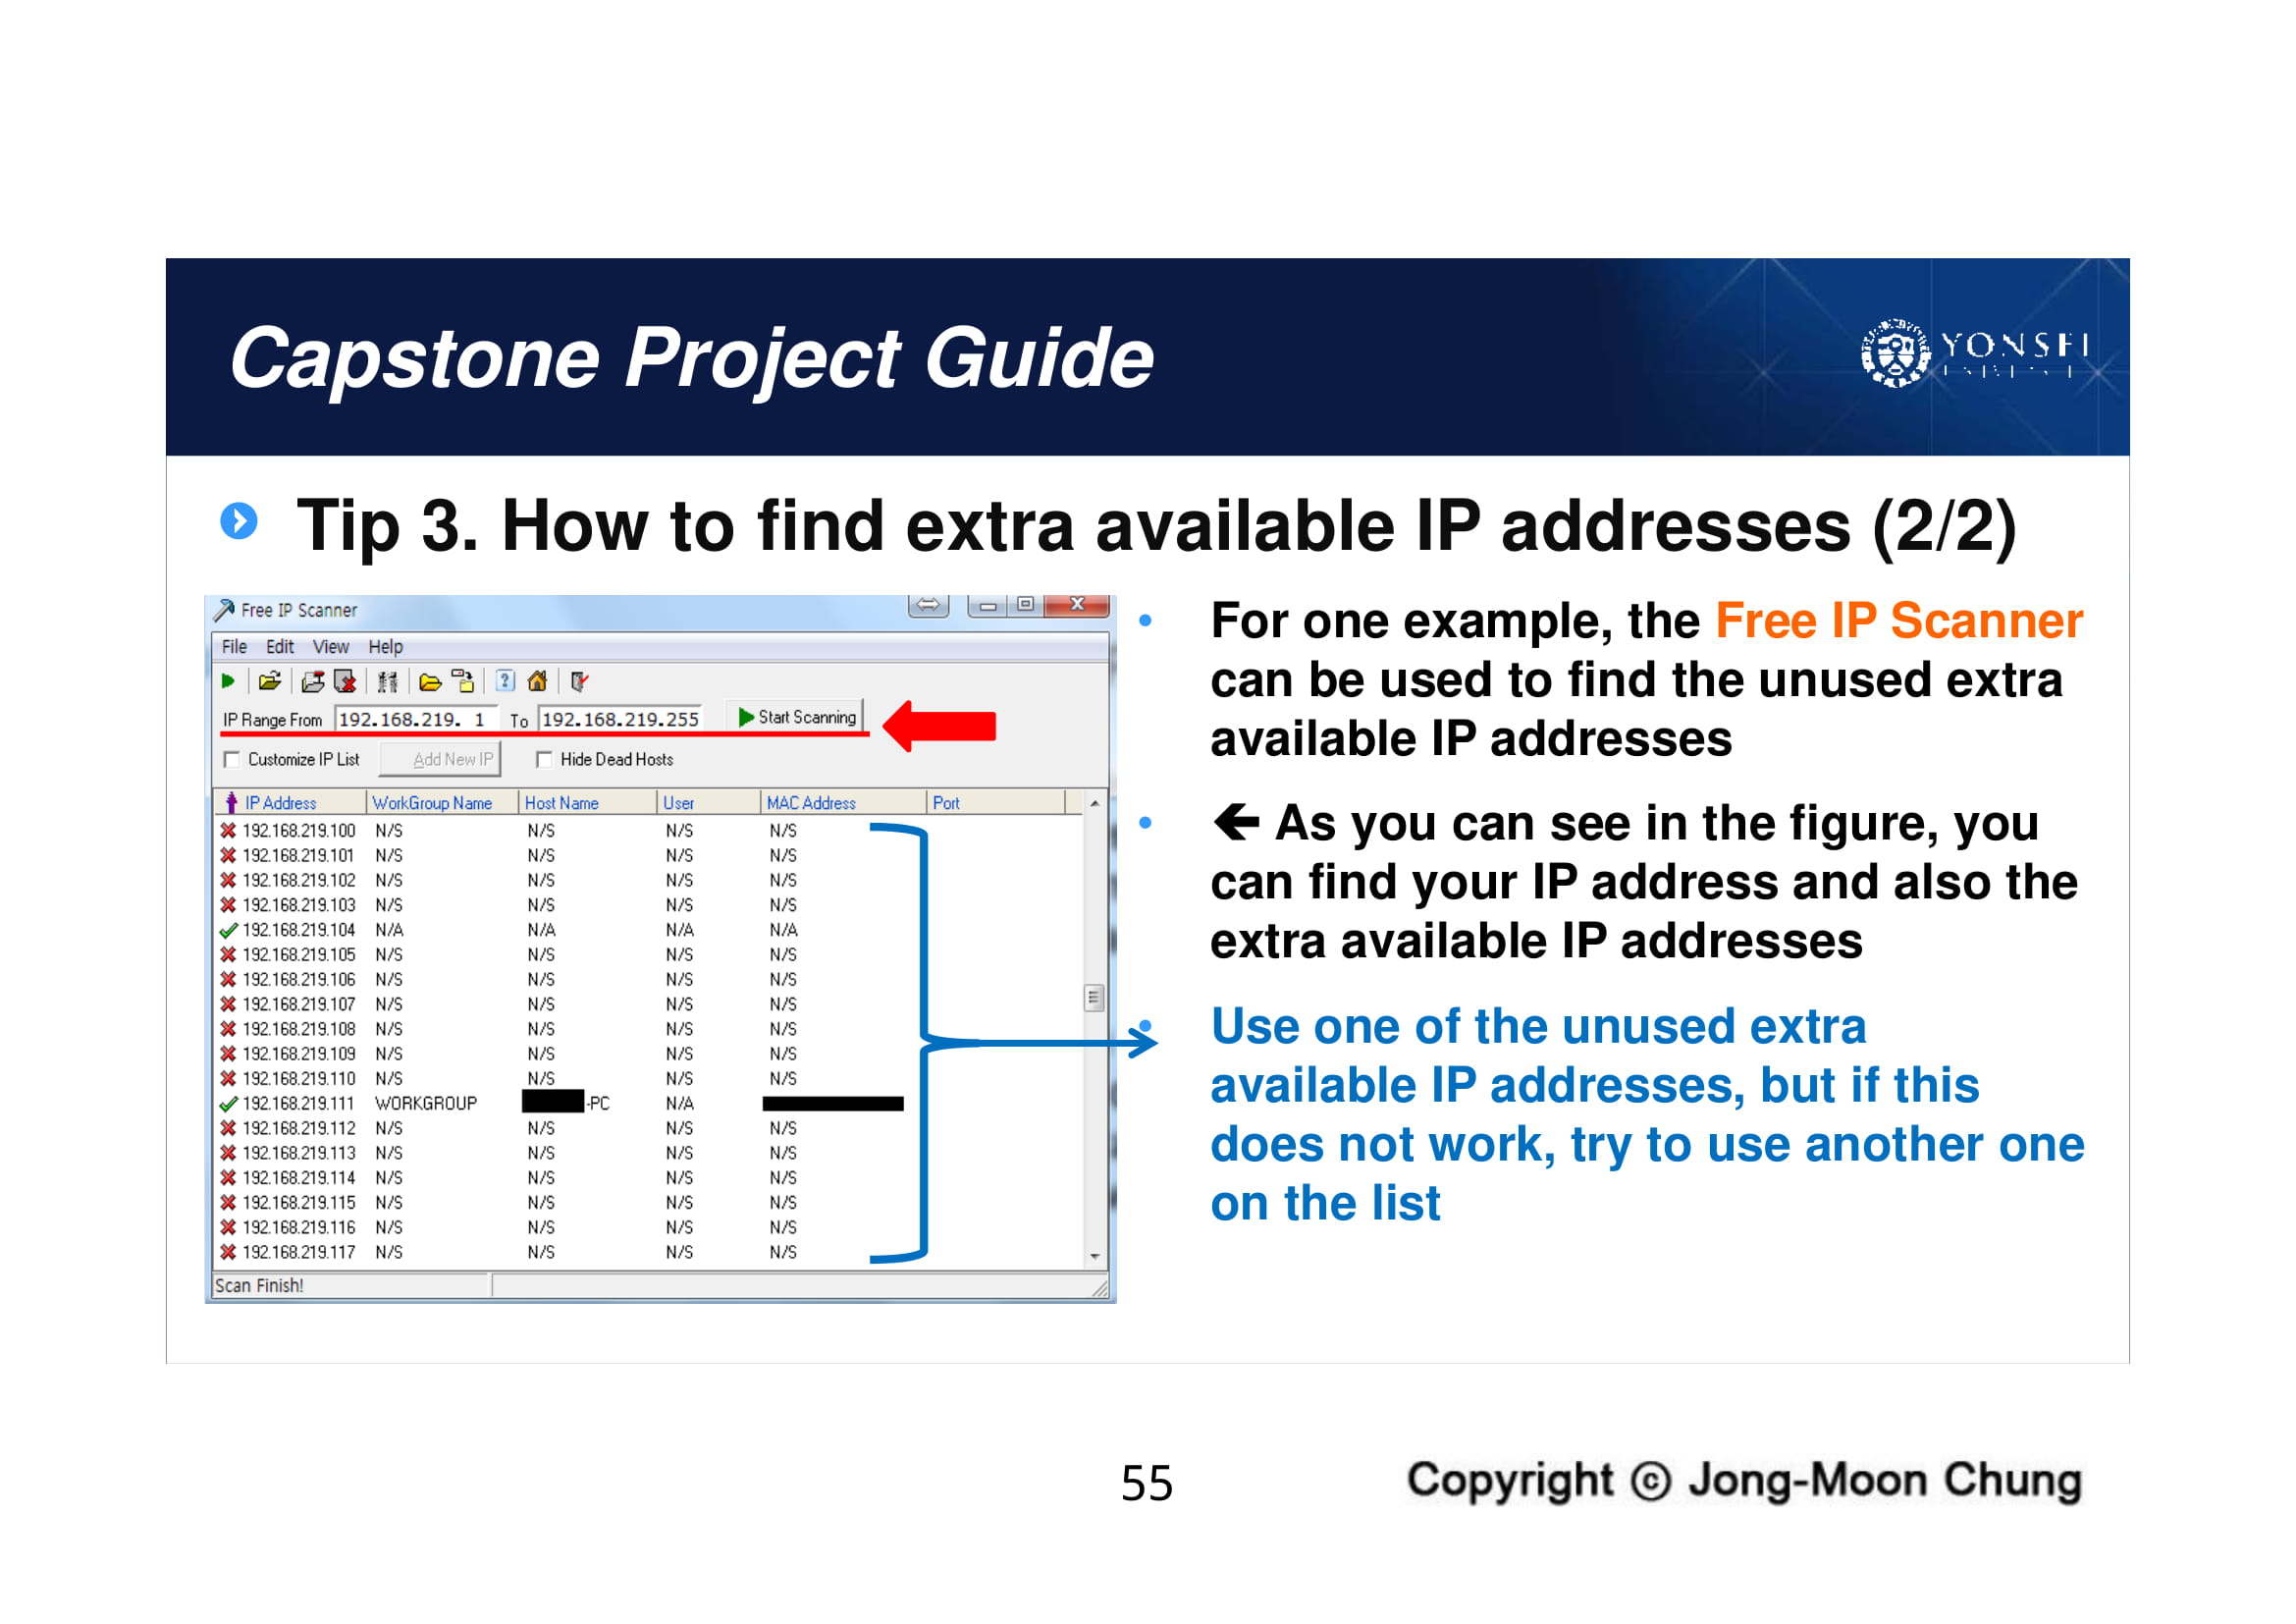 Capstone Project Guide
YONSEI
Tip 3. How to find extra available IP addresses (2/2)
Free IP Scanner
File Edit View Help
IP Range From 192.168.219. 1 To 192.168.219.255 Start Scanning
Customize IP List Add New IP Hide Dead Hosts
IP Address WorkGroup Name Host Name User MAC Address Port
192.168.219.100 N/S N/S N/S N/S
192.168.219.101 N/S N/S N/S N/S
192.168.219.102 N/S N/S N/S N/S
192.168.219.103 N/S N/S N/S N/S
192.168.219.104 N/A N/A N/A N/A
192.168.219.105 N/S N/S N/S N/S
192.168.219.106 N/S N/S N/S N/S
192.168.219.107 N/S N/S N/S N/S
192.168.219.108 N/S N/S N/S N/S
192.168.219.109 N/S N/S N/S N/S
192.168.219.110 N/S N/S N/S N/S
192.168.219.111 WORKGROUP -PC N/A
192.168.219.112 N/S N/S N/S N/S
192.168.219.113 N/S N/S N/S N/S
192.168.219.114 N/S N/S N/S N/S
192.168.219.115 N/S N/S N/S N/S
192.168.219.116 N/S N/S N/S N/S
192.168.219.117 N/S N/S N/S N/S
Scan Finish!
• For one example, the Free IP Scanner
can be used to find the unused extra
available IP addresses
• ← As you can see in the figure, you
can find your IP address and also the
extra available IP addresses
• Use one of the unused extra
available IP addresses, but if this
does not work, try to use another one
on the list
55
Copyright © Jong-Moon Chung